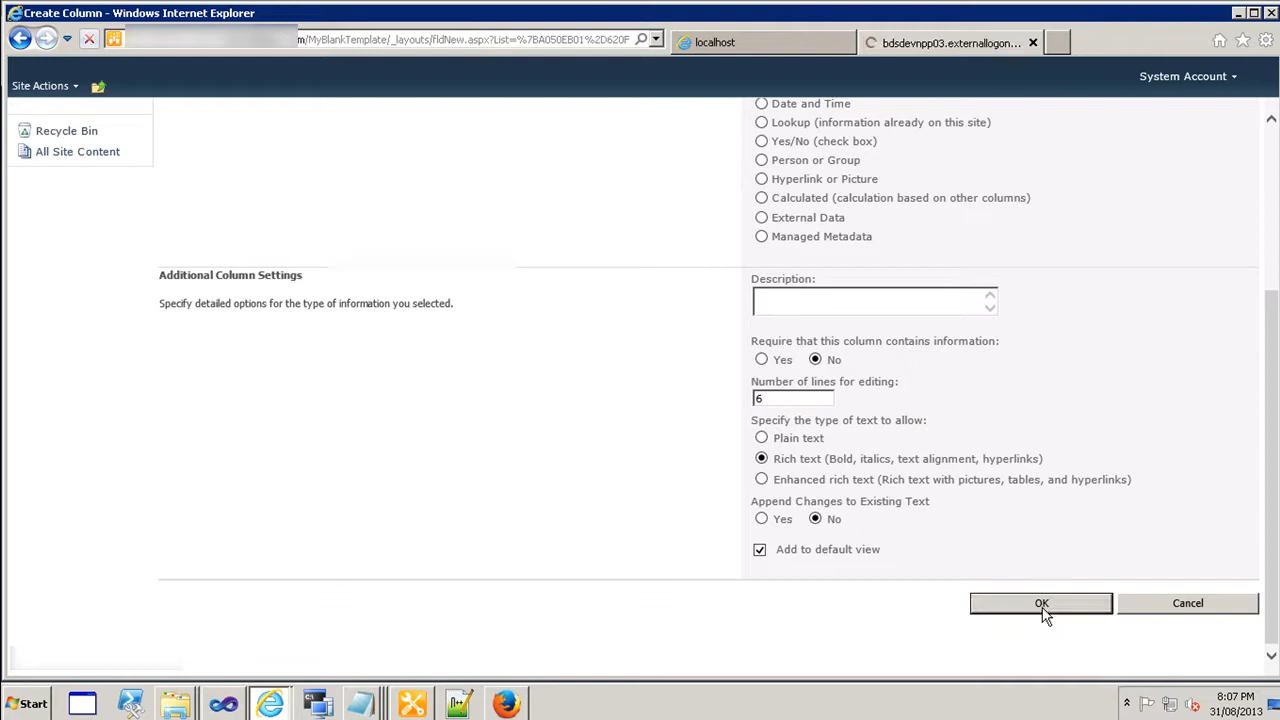 Create Column - Windows Internet Explorer
m/MyBlankTemplate/_layouts/fldNew.aspx?List=%7BA050EB01%2D620F
localhost
bdsdevnpp03.externallogon...
Site Actions
System Account
Recycle Bin
All Site Content
Date and Time
Lookup (information already on this site)
Yes/No (check box)
Person or Group
Hyperlink or Picture
Calculated (calculation based on other columns)
External Data
Managed Metadata
Additional Column Settings
Specify detailed options for the type of information you selected.
Description:
Require that this column contains information:
Yes No
Number of lines for editing:
6
Specify the type of text to allow:
Plain text
Rich text (Bold, italics, text alignment, hyperlinks)
Enhanced rich text (Rich text with pictures, tables, and hyperlinks)
Append Changes to Existing Text
Yes No
Add to default view
OK Cancel
Start
8:07 PM
31/08/2013